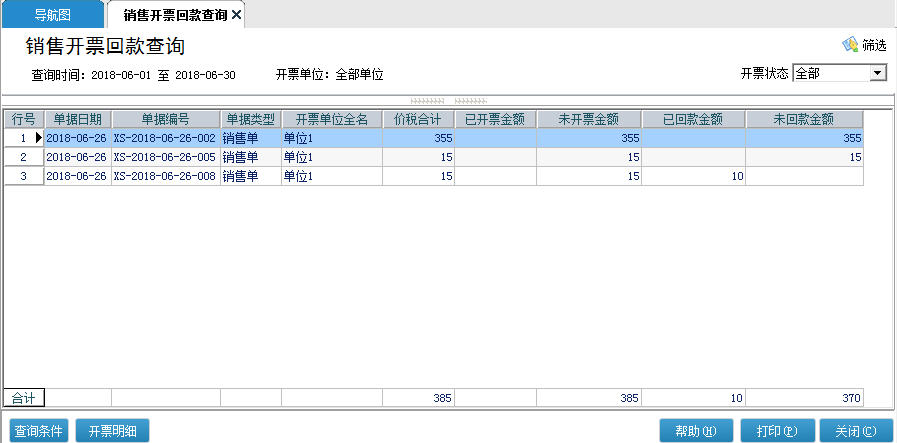 导航图 销售开票回款查询
销售开票回款查询
筛选
查询时间：2018-06-01 至 2018-06-30 开票单位：全部单位
开票状态 全部
行号 单据日期 单据编号 单据类型 开票单位全名 价税合计 已开票金额 未开票金额 已回款金额 未回款金额
1 2018-06-26 XS-2018-06-26-002 销售单 单位1 355 355 355
2 2018-06-26 XS-2018-06-26-005 销售单 单位1 15 15 15
3 2018-06-26 XS-2018-06-26-008 销售单 单位1 15 15 10
合计 385 385 10 370
查询条件 开票明细 帮助(H) 打印(P) 关闭(C)